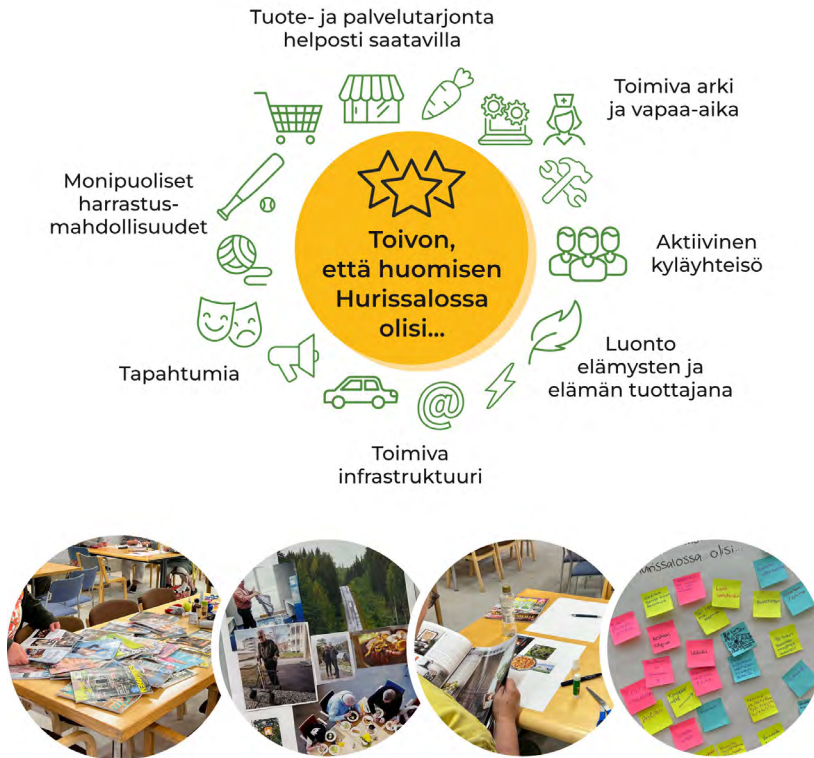 Tuote- ja palvelutarjonta
helposti saatavilla
Toimiva arki
ja vapaa-aika
Monipuoliset
harrastus-
mahdollisuudet
Toivon,
että huomisen
Hurissalossa
olisi...
Aktiivinen
kyläyhteisö
Luonto
elämysten ja
elämän tuottajana
Tapahtumia
@
Toimiva
infrastruktuuri
olisi...